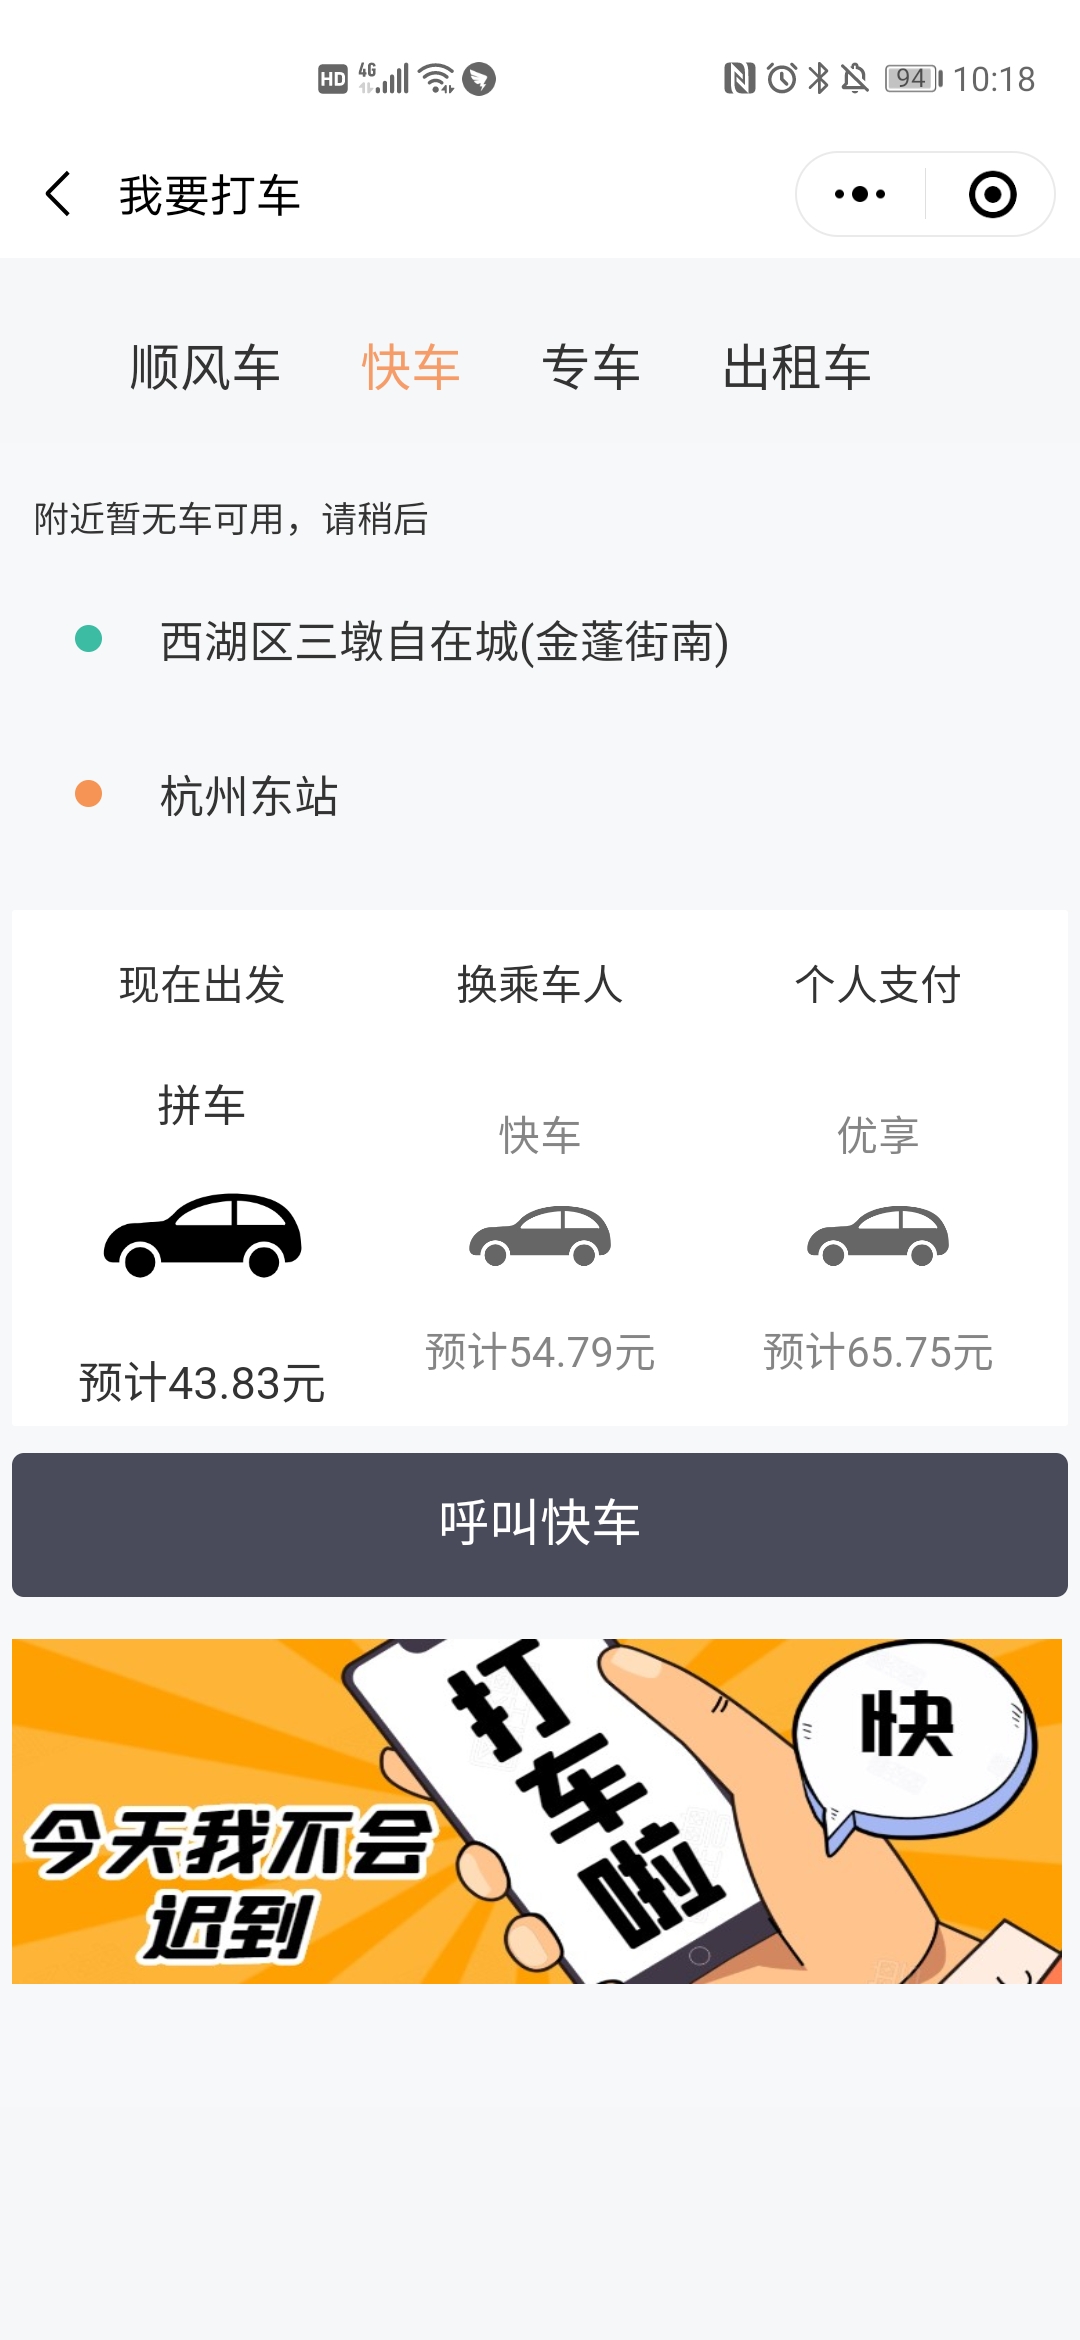 HD 4G 94 10:18
我要打车
顺风车 快车 专车 出租车
附近暂无车可用，请稍后
西湖区三墩自在城(金蓬街南)
杭州东站
现在出发 换乘车人 个人支付
拼车 快车 优享
预计43.83元 预计54.79元 预计65.75元
呼叫快车
打车啦
快
今天我不会
迟到